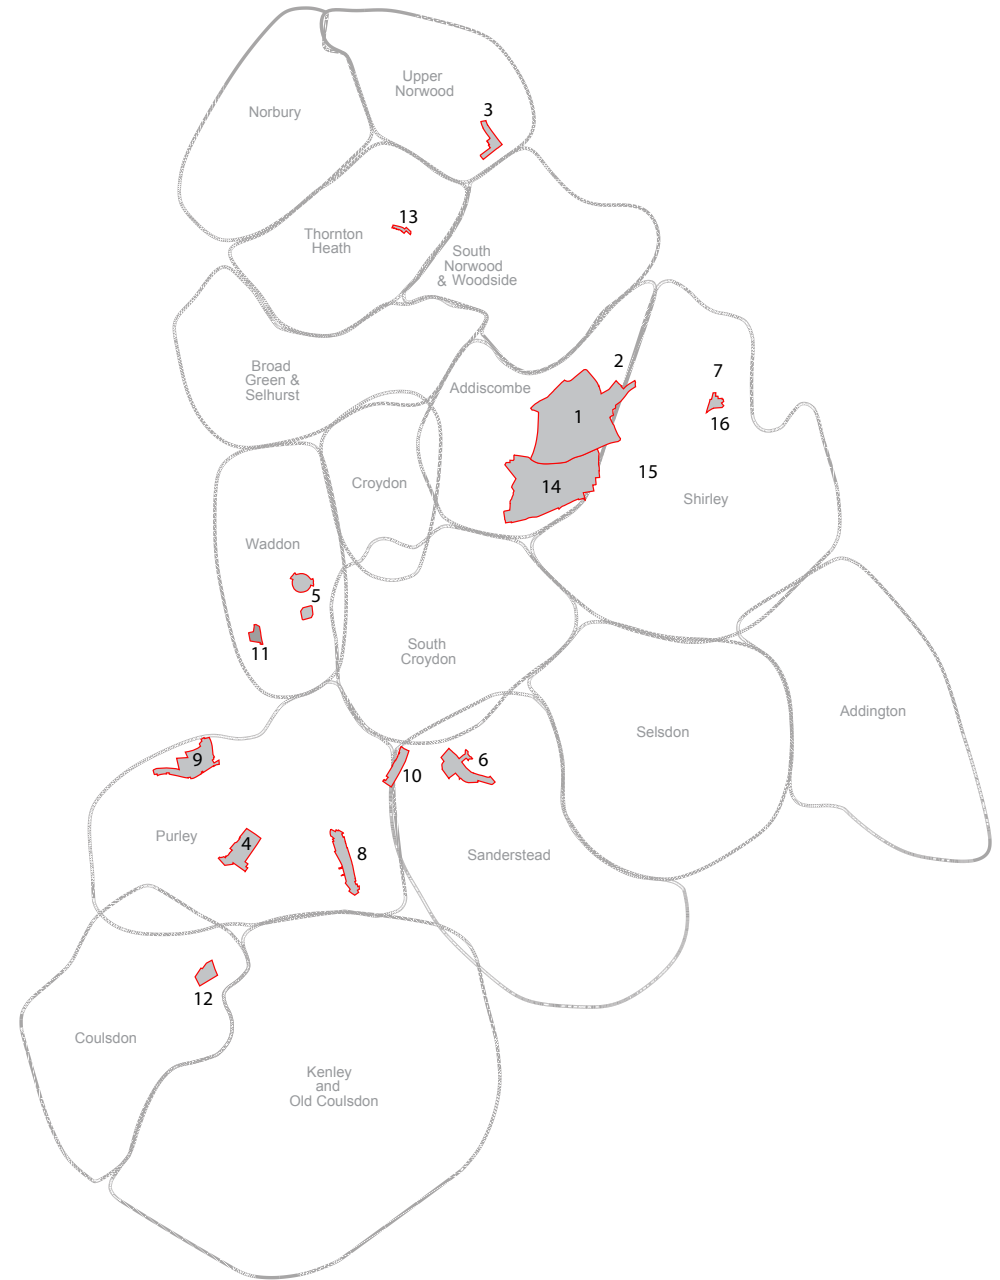 Upper
Norwood
Norbury
3
13
Thornton
Heath
South
Norwood
& Woodside
Broad
Green &
Selhurst
Addiscombe
2
7
1
16
15
14
Croydon
Shirley
Waddon
5
11
South
Croydon
Addington
Selsdon
9
6
10
Purley
4
8
Sanderstead
12
Coulsdon
Kenley
and
Old Coulsdon